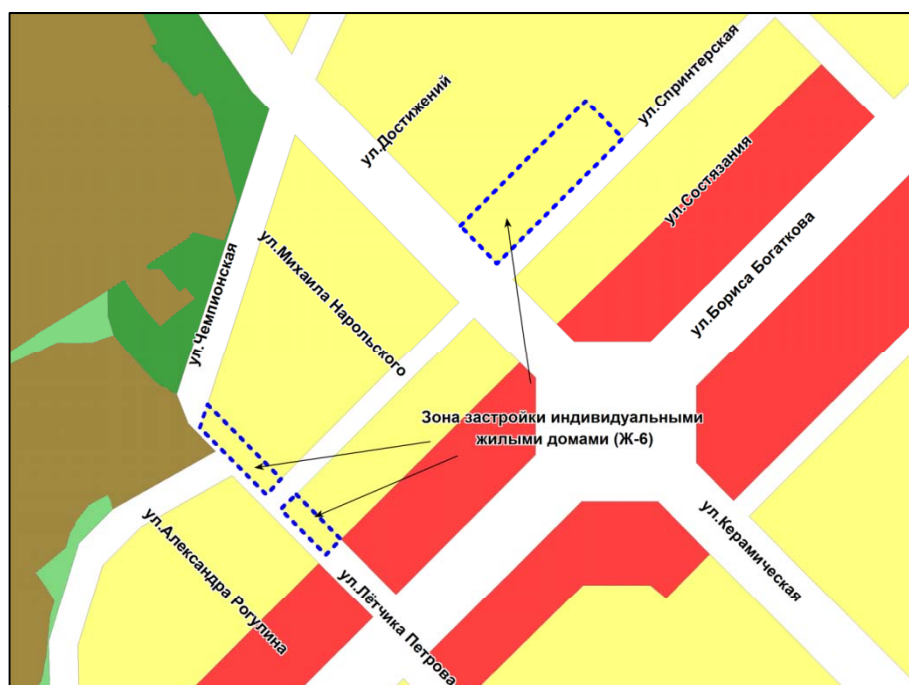 ул.Спринтерская
ул.Достижений
ул.Состязания
ул.Бориса Богаткова
ул.Чемпионская
ул.Михаила Нарольского
Зона застройки индивидуальными
жилыми домами (Ж-6)
ул.Александра Рогулина
ул.Лётчика Петрова
ул.Керамическая